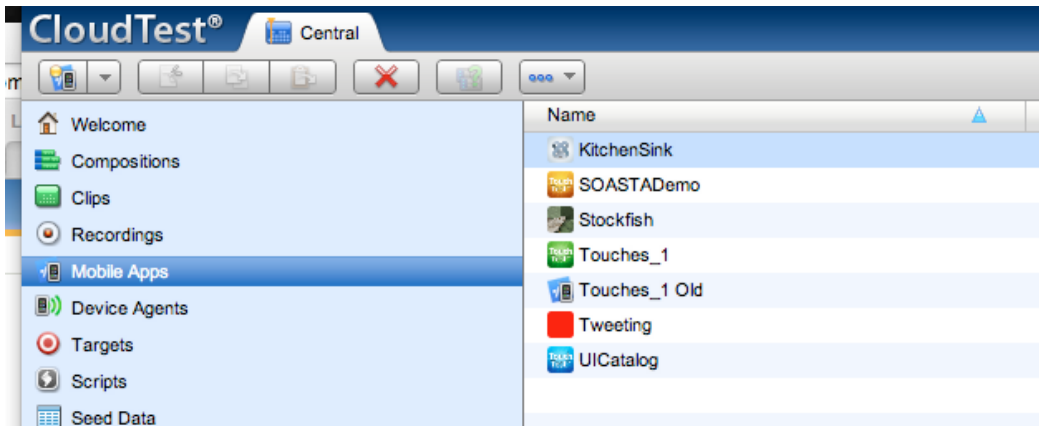 CloudTest®
Central
Welcome
Compositions
Clips
Recordings
Mobile Apps
Device Agents
Targets
Scripts
Seed Data
Name
KitchenSink
SOASTADemo
Stockfish
Touches_1
Touches_1 Old
Tweeting
UICatalog